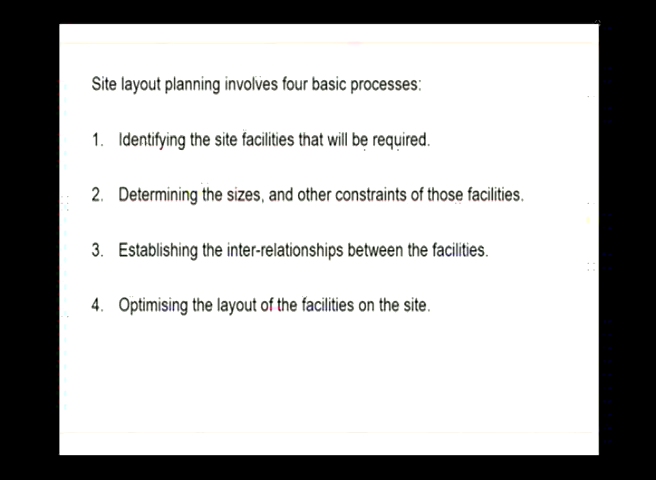 Site layout planning involves four basic processes:
1. Identifying the site facilities that will be required.
2. Determining the sizes, and other constraints of those facilities.
3. Establishing the inter-relationships between the facilities.
4. Optimising the layout of the facilities on the site.